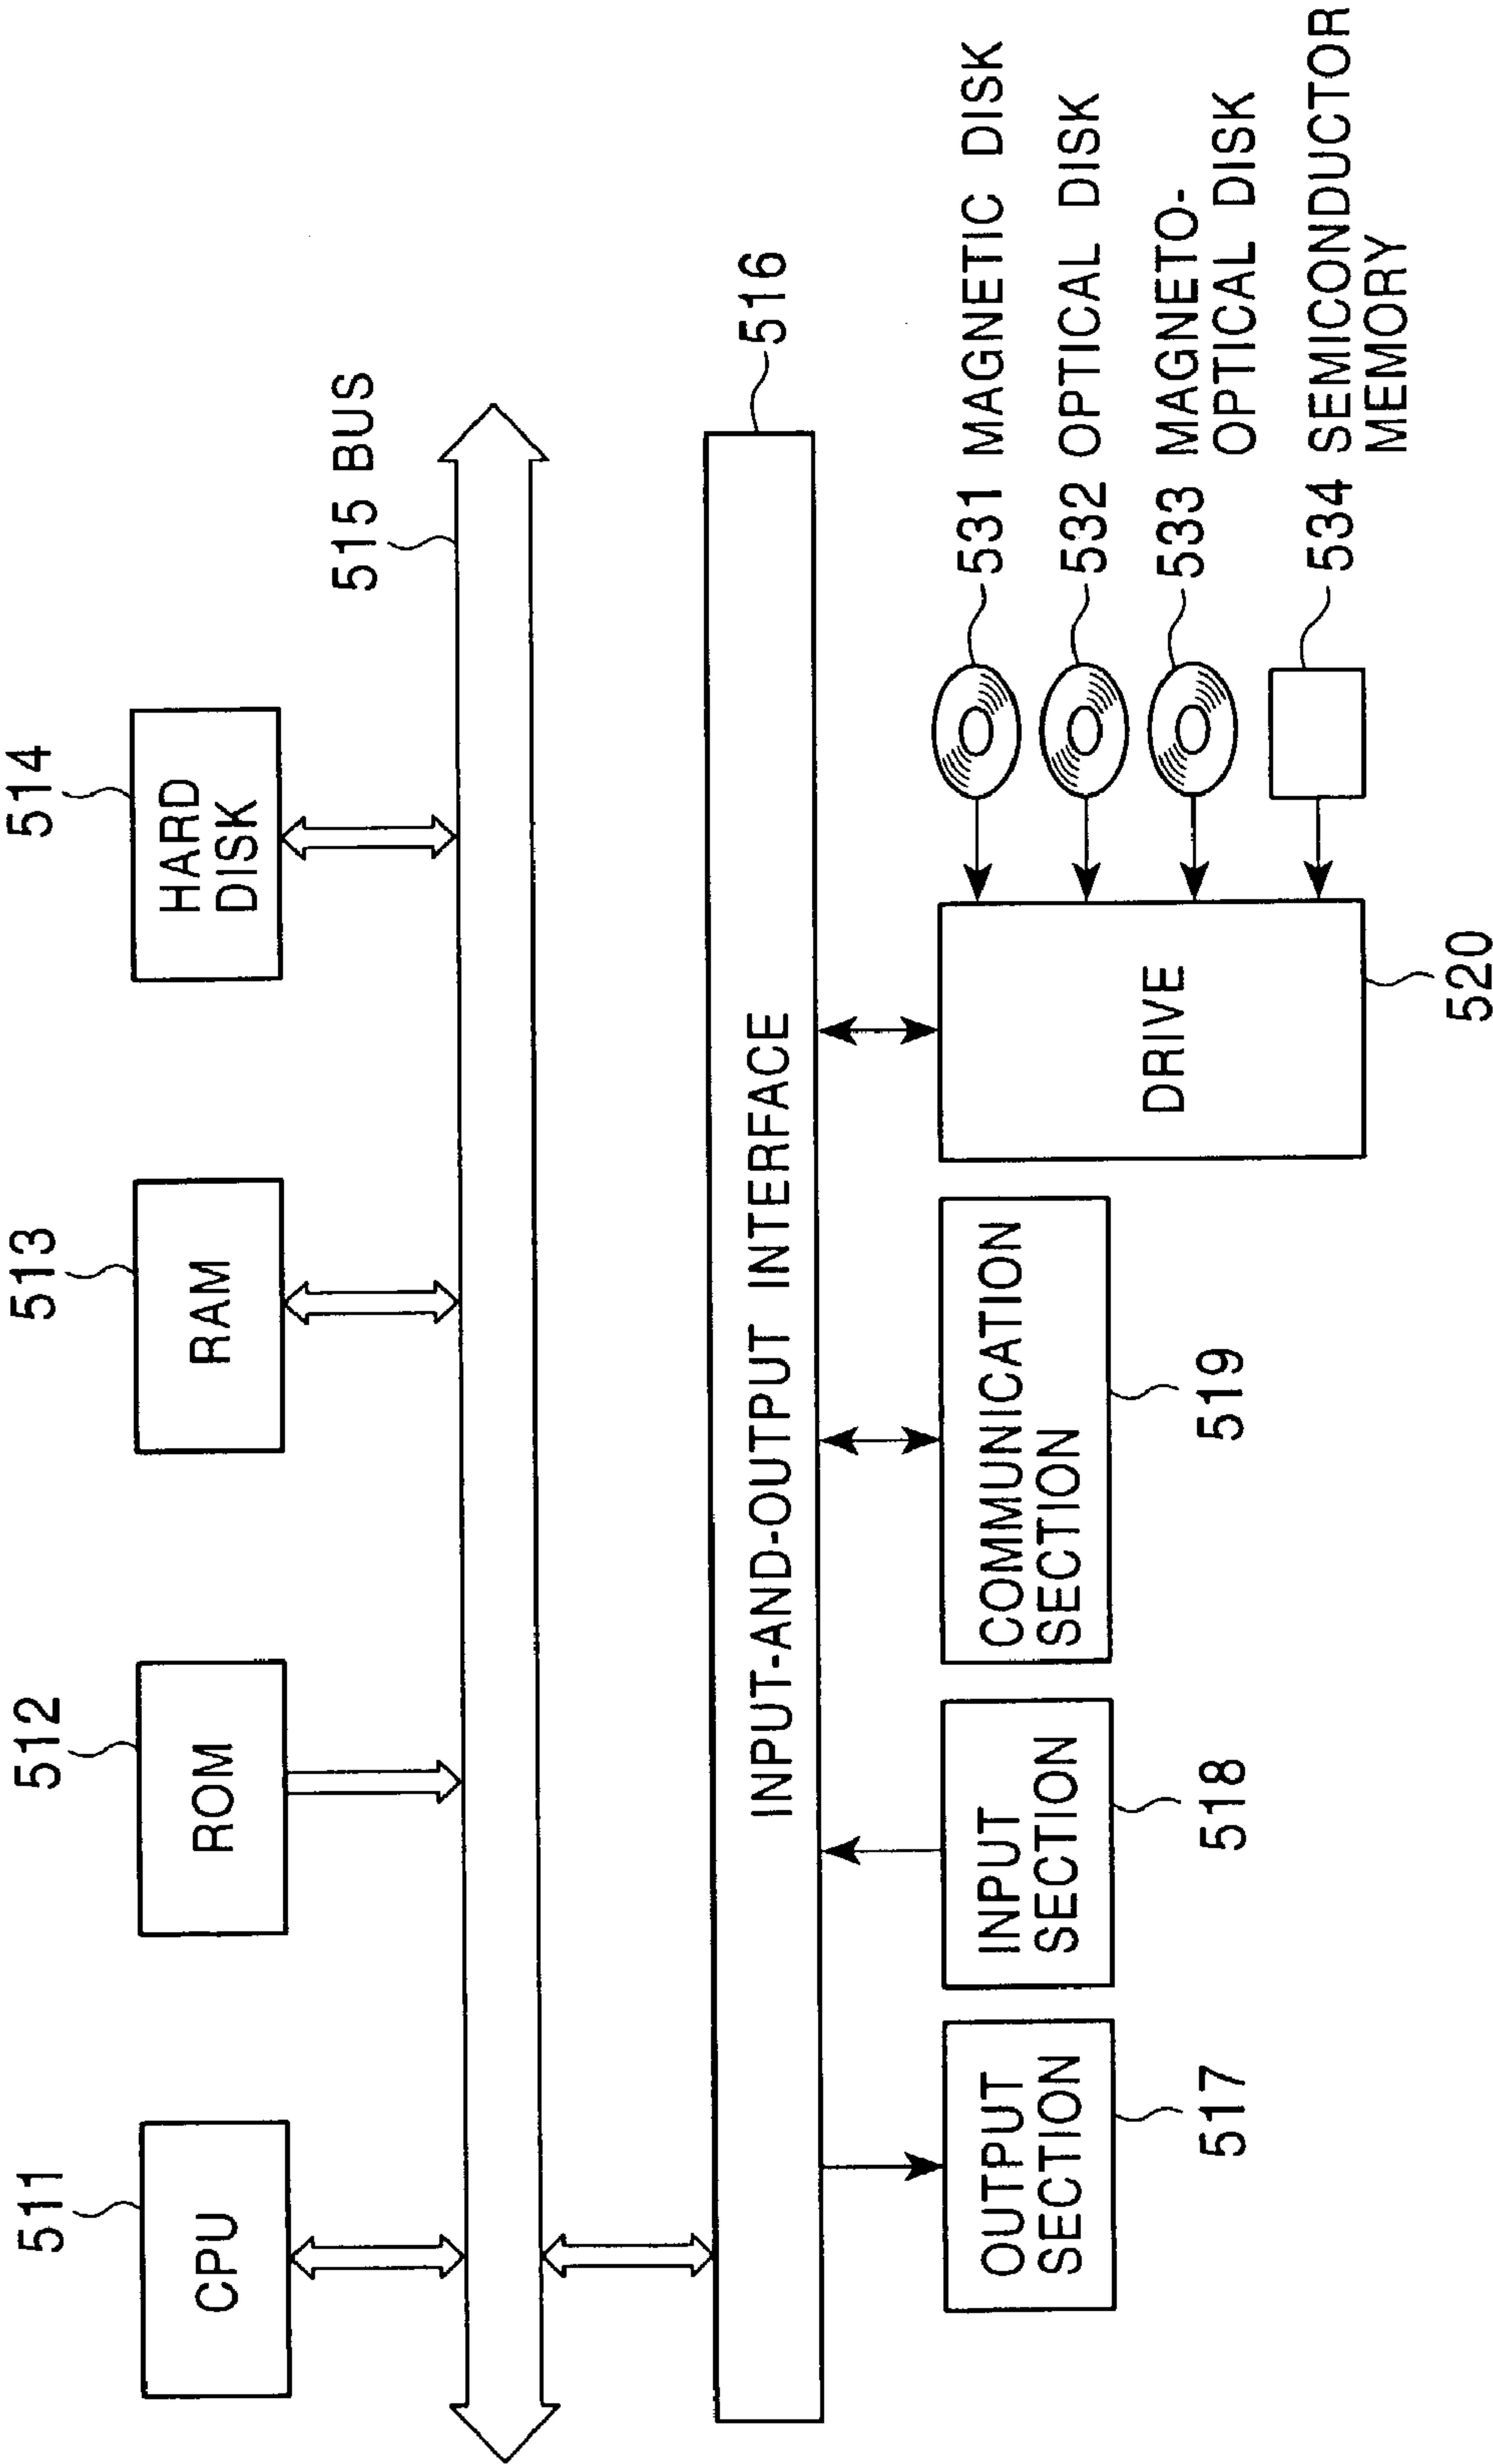 511
512
513
514
CPU
ROM
RAM
HARD
DISK
515 BUS
516
INPUT-AND-OUTPUT INTERFACE
OUTPUT
SECTION
INPUT
SECTION
COMMUNICATION
SECTION
DRIVE
517
518
519
520
531 MAGNETIC DISK
532 OPTICAL DISK
533 MAGNETO-
OPTICAL DISK
534 SEMICONDUCTOR
MEMORY